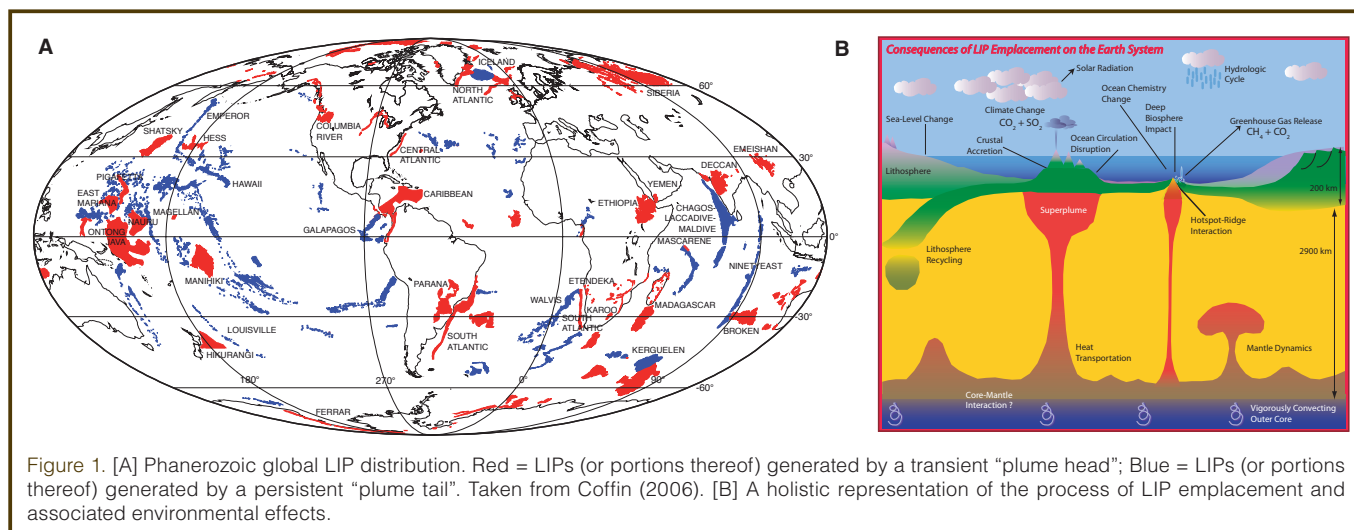 A
ICELAND
NORTH
ATLANTIC
SIBERIA
60°
EMPEROR
SHATSKY
HESS
COLUMBIA
RIVER
CENTRAL
ATLANTIC
EMEISHAN
30°
DECCAN
PIGAFETTA
HAWAII
EAST
MARIANA
MAGELLAN
NAURU
CARIBBEAN
YEMEN
ETHIOPIA
CHAGOS-
LACCADIVE-
MALDIVE
ONTONG
JAVA
GALAPAGOS
0°
MASCARENE
NINETYEAST
MANIHIKI
PARANA
ETENDEKA
WALVIS
KAROO
MADAGASCAR
SOUTH
ATLANTIC
-30°
BROKEN
LOUISVILLE
HIKURANGI
SOUTH
ATLANTIC
KERGUELEN
180°
270°
0°
90°
-60°
FERRAR
B
Consequences of LIP Emplacement on the Earth System
Solar Radiation
Hydrologic
Cycle
Ocean Chemistry
Change
Climate Change
CO2 + SO2
Deep
Biosphere
Impact
Greenhouse Gas Release
CH4 + CO2
Sea-Level Change
Crustal
Accretion
Ocean Circulation
Disruption
Lithosphere
200 km
Superplume
Hotspot-Ridge
Interaction
Lithosphere
Recycling
2900 km
Heat
Transportation
Mantle Dynamics
Core-Mantle
Interaction ?
Vigorously Convecting
Outer Core
Figure 1. [A] Phanerozoic global LIP distribution. Red = LIPs (or portions thereof) generated by a transient “plume head”; Blue = LIPs (or portions
thereof) generated by a persistent “plume tail”. Taken from Coffin (2006). [B] A holistic representation of the process of LIP emplacement and
associated environmental effects.